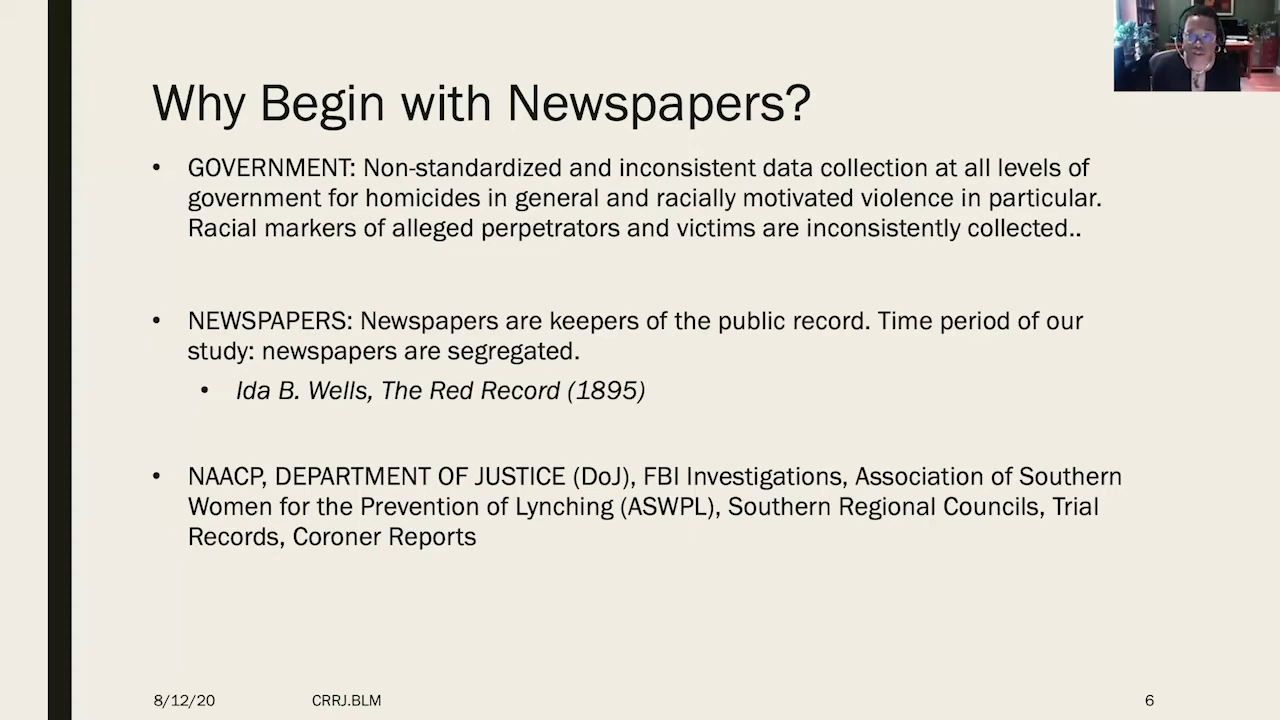 Why Begin with Newspapers?
• GOVERNMENT: Non-standardized and inconsistent data collection at all levels of
government for homicides in general and racially motivated violence in particular.
Racial markers of alleged perpetrators and victims are inconsistently collected..
• NEWSPAPERS: Newspapers are keepers of the public record. Time period of our
study: newspapers are segregated.
• Ida B. Wells, The Red Record (1895)
• NAACP, DEPARTMENT OF JUSTICE (DoJ), FBI Investigations, Association of Southern
Women for the Prevention of Lynching (ASWPL), Southern Regional Councils, Trial
Records, Coroner Reports
8/12/20 CRRJ.BLM 6